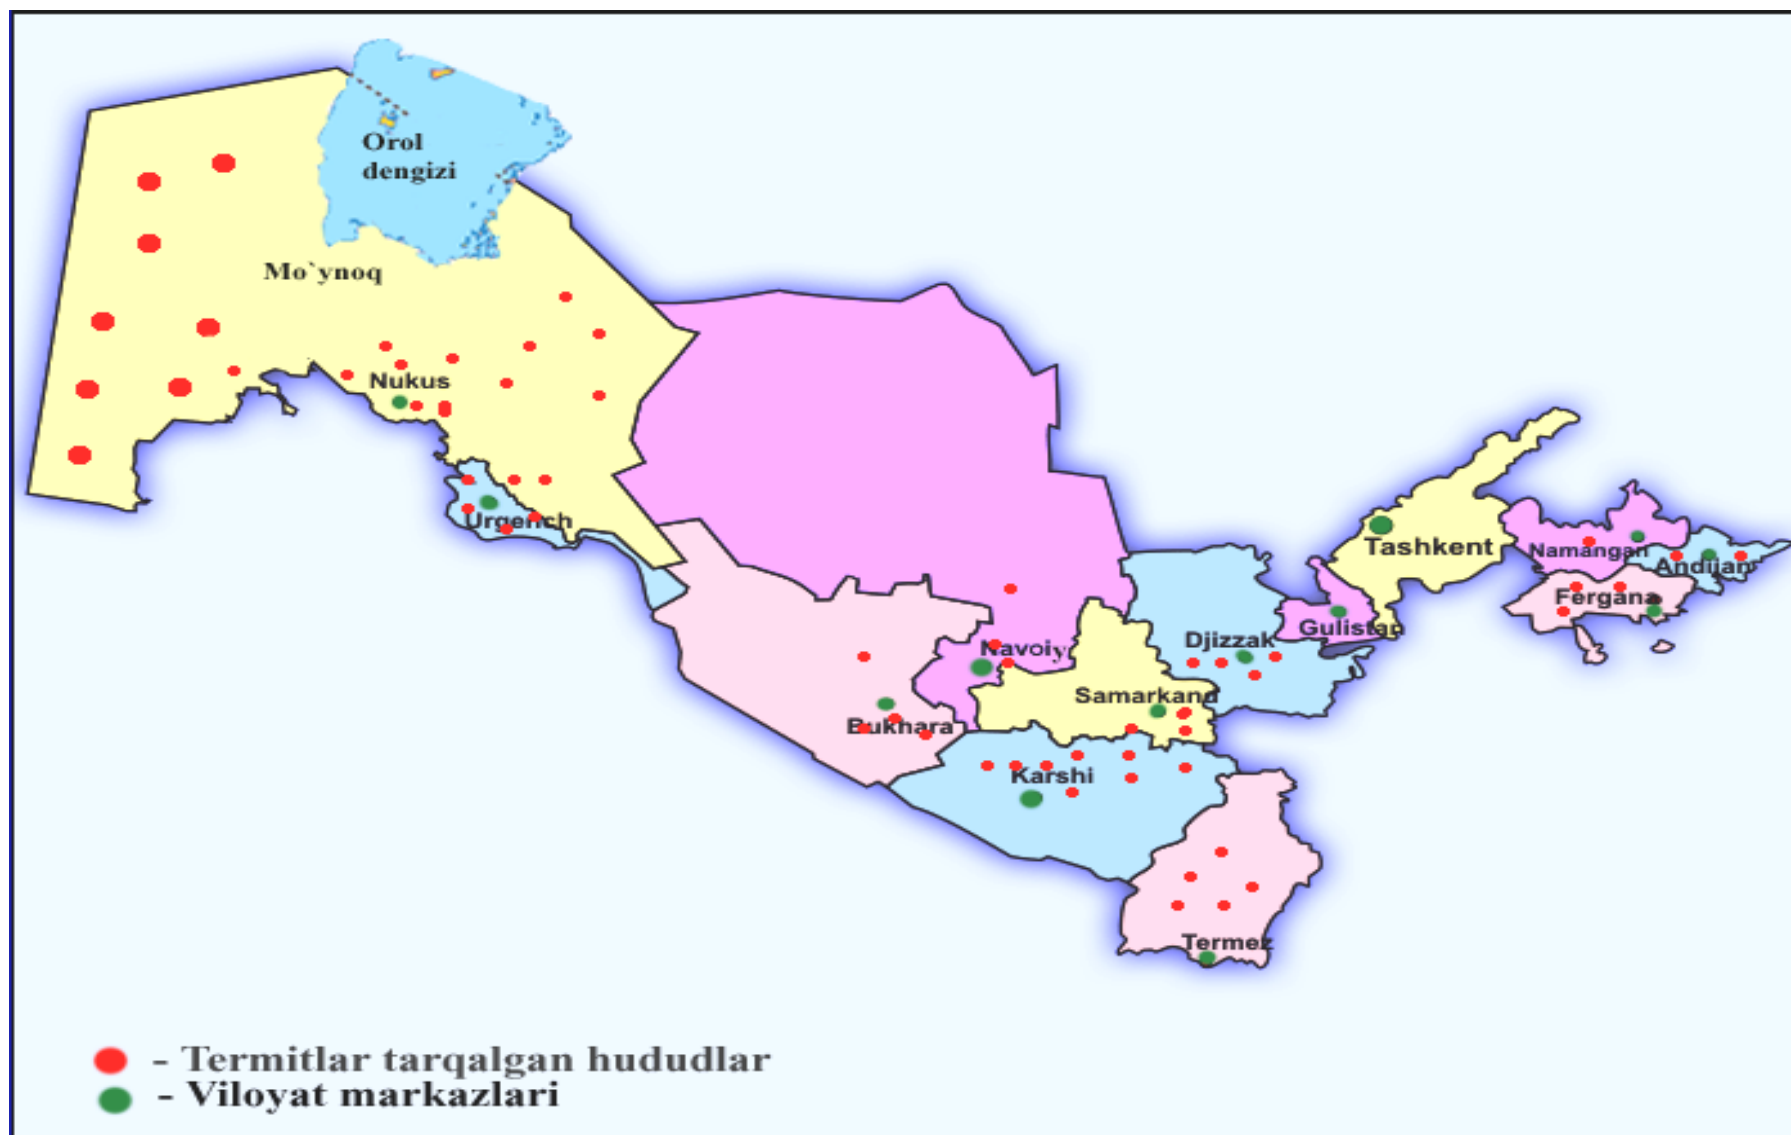 Orol
dengizi
Mo`ynoq
Nukus
Urgench
Tashkent
Namangan
Andijan
Fergana
Gulistan
Djizzak
Navoiy
Samarkand
Bukhara
Karshi
Termez
- Termitlar tarqalgan hududlar
- Viloyat markazlari